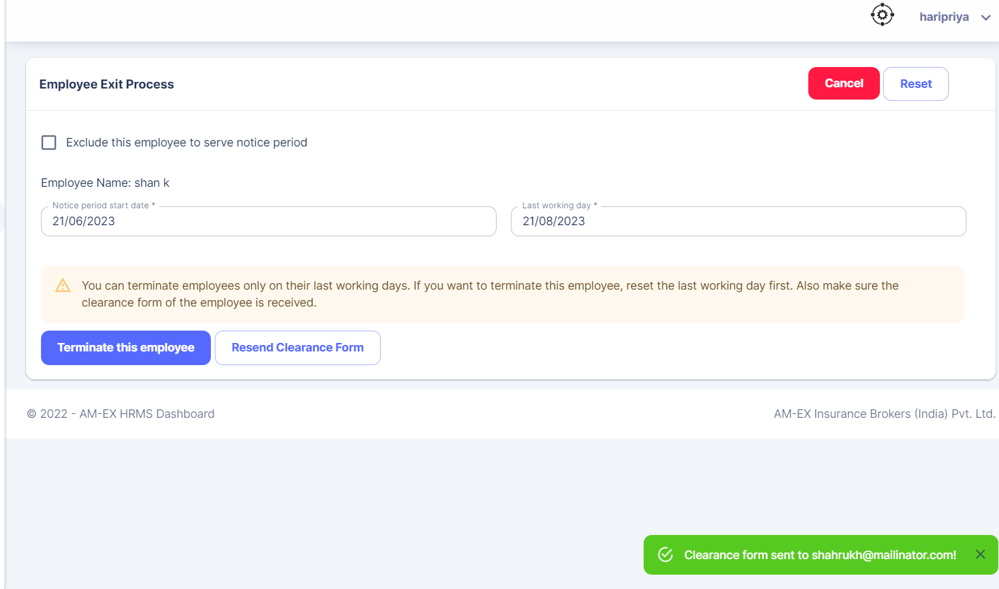 haripriya
Employee Exit Process
Cancel
Reset
Exclude this employee to serve notice period
Employee Name: shan k
Notice period start date *
21/06/2023
Last working day *
21/08/2023
You can terminate employees only on their last working days. If you want to terminate this employee, reset the last working day first. Also make sure the
clearance form of the employee is received.
Terminate this employee
Resend Clearance Form
© 2022 - AM-EX HRMS Dashboard
AM-EX Insurance Brokers (India) Pvt. Ltd.
Clearance form sent to shahrukh@mailinator.com!